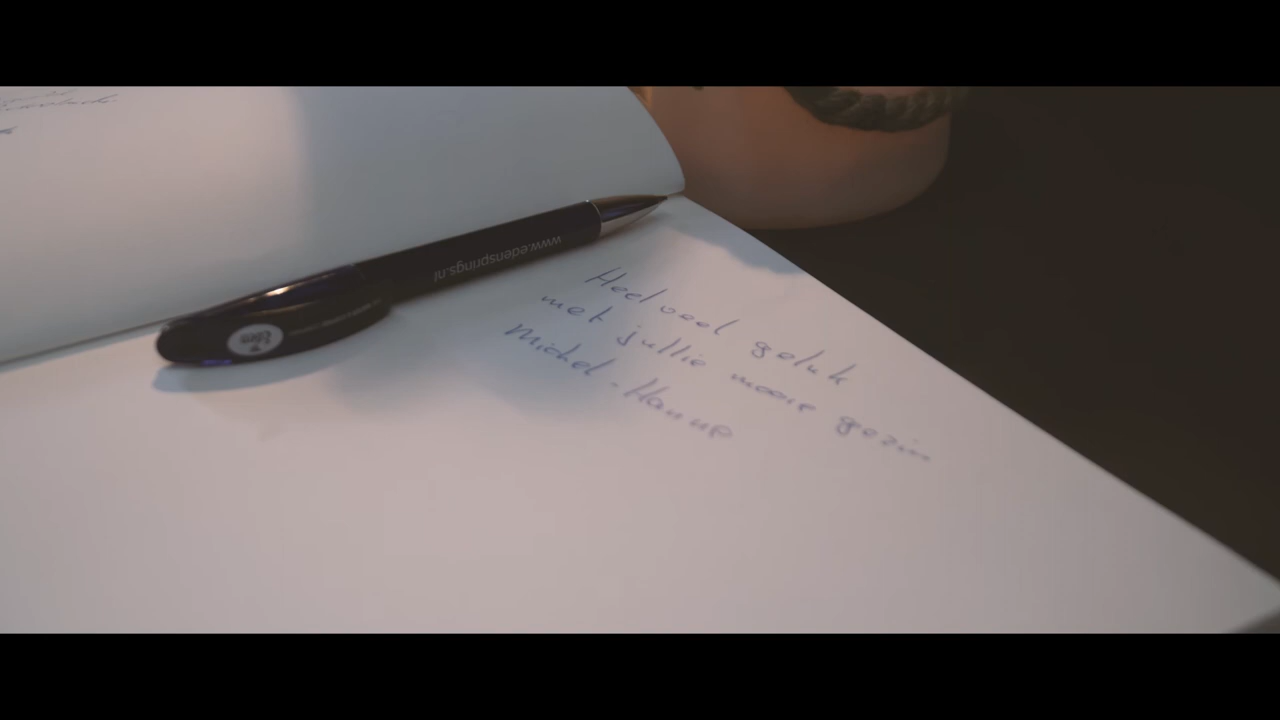 www.edensprings.nl
Heel veel geluk
met jullie mooie gezin
Michel - Hanne